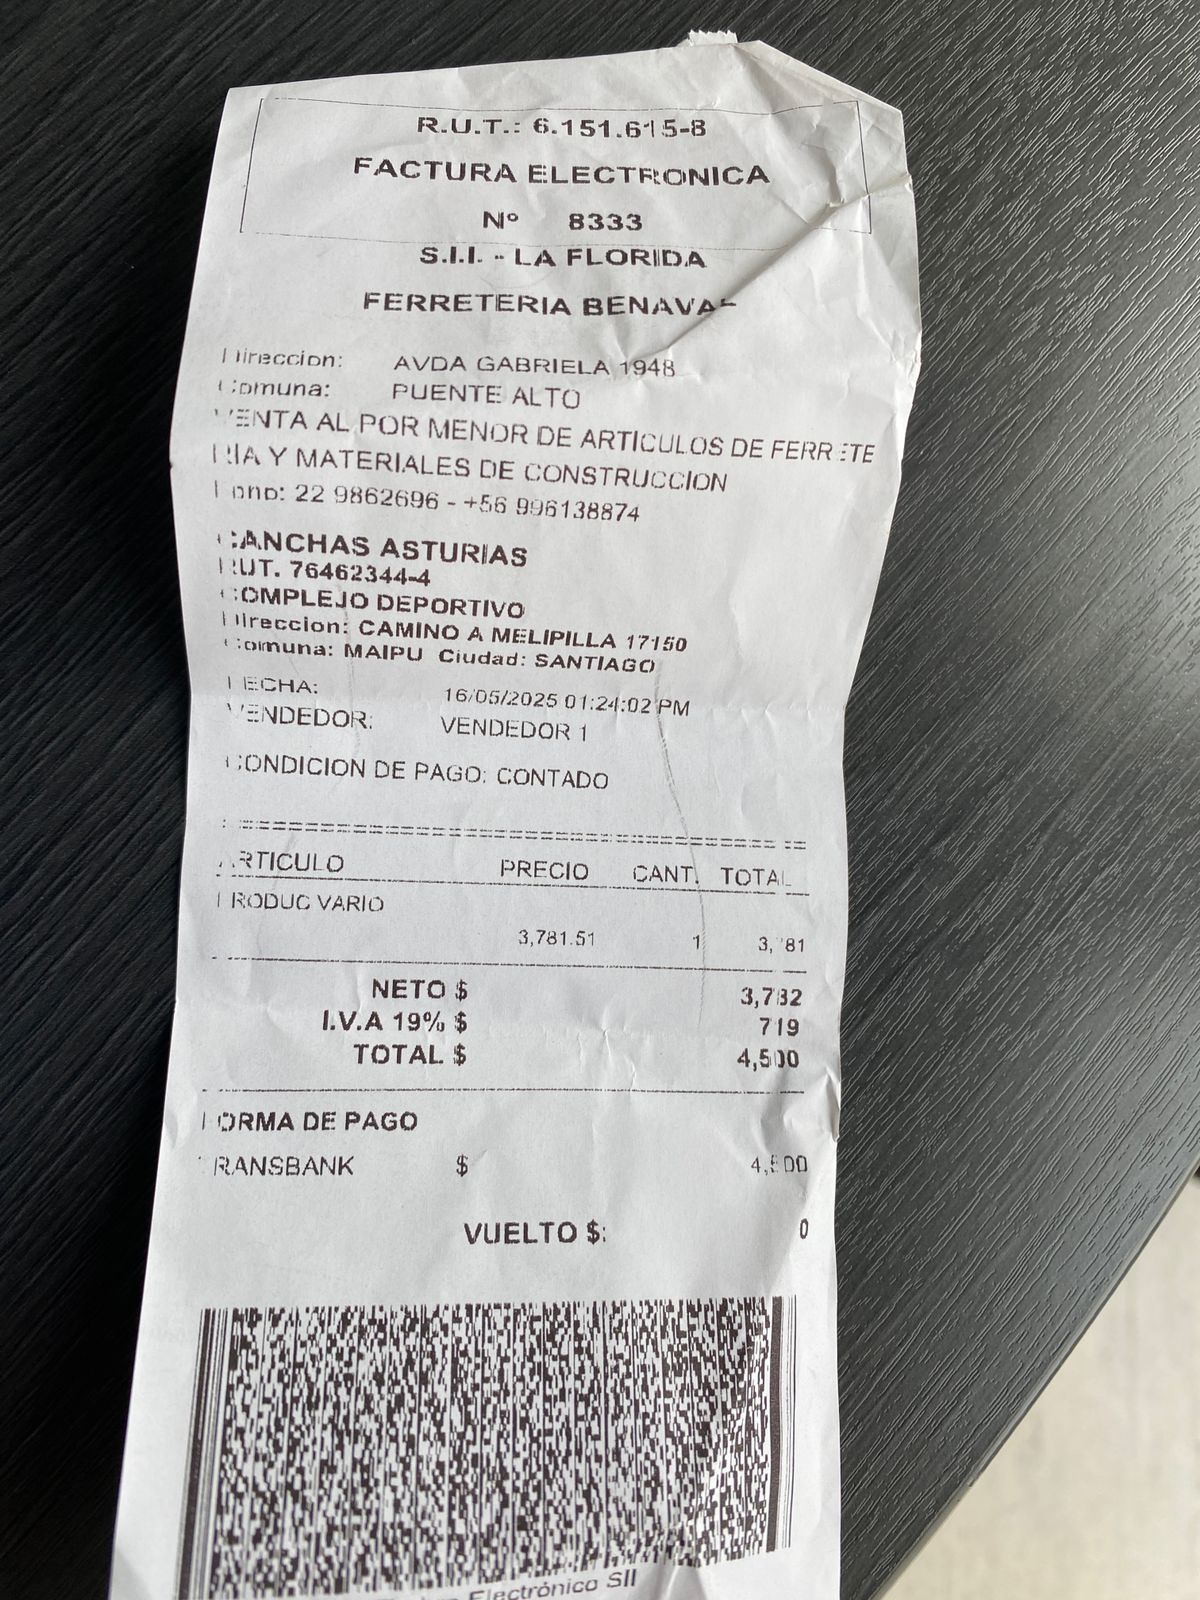 R.U.T.: 6.151.615-8
FACTURA ELECTRONICA
Nº 8333
S.I.I. - LA FLORIDA
FERRETERIA
Direccion: AVDA GABRIELA 1948
Comuna: PUENTE ALTO
VENTA AL POR MENOR DE ARTICULOS DE FERRETE
RIA Y MATERIALES DE CONSTRUCCION
Fono: 22 9862696 - +56 996138874
CANCHAS ASTURIAS
RUT. 76462344-4
COMPLEJO DEPORTIVO
Direccion: CAMINO A MELIPILLA 17150
Comuna: MAIPU Ciudad: SANTIAGO
FECHA: 16/05/2025 01:24:02 PM
VENDEDOR: VENDEDOR 1
CONDICION DE PAGO: CONTADO
ARTICULO PRECIO CANT. TOTAL
PRODUC VARIO
3,781.51 1 3,781
NETO $ 3,782
I.V.A 19% $ 719
TOTAL $ 4,500
FORMA DE PAGO
TRANSBANK $ 4,500
VUELTO $: 0
Electrónico SII